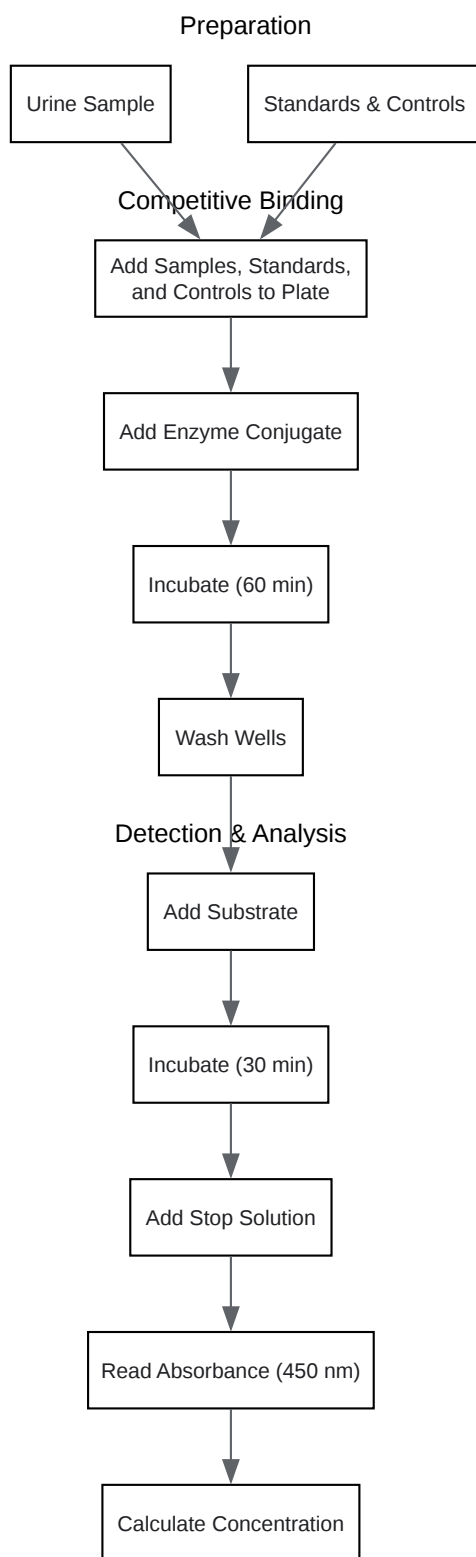 Preparation
Urine Sample
Standards & Controls
Competitive Binding
Add Samples, Standards,
and Controls to Plate
Add Enzyme Conjugate
Incubate (60 min)
Wash Wells
Detection & Analysis
Add Substrate
Incubate (30 min)
Add Stop Solution
Read Absorbance (450 nm)
Calculate Concentration